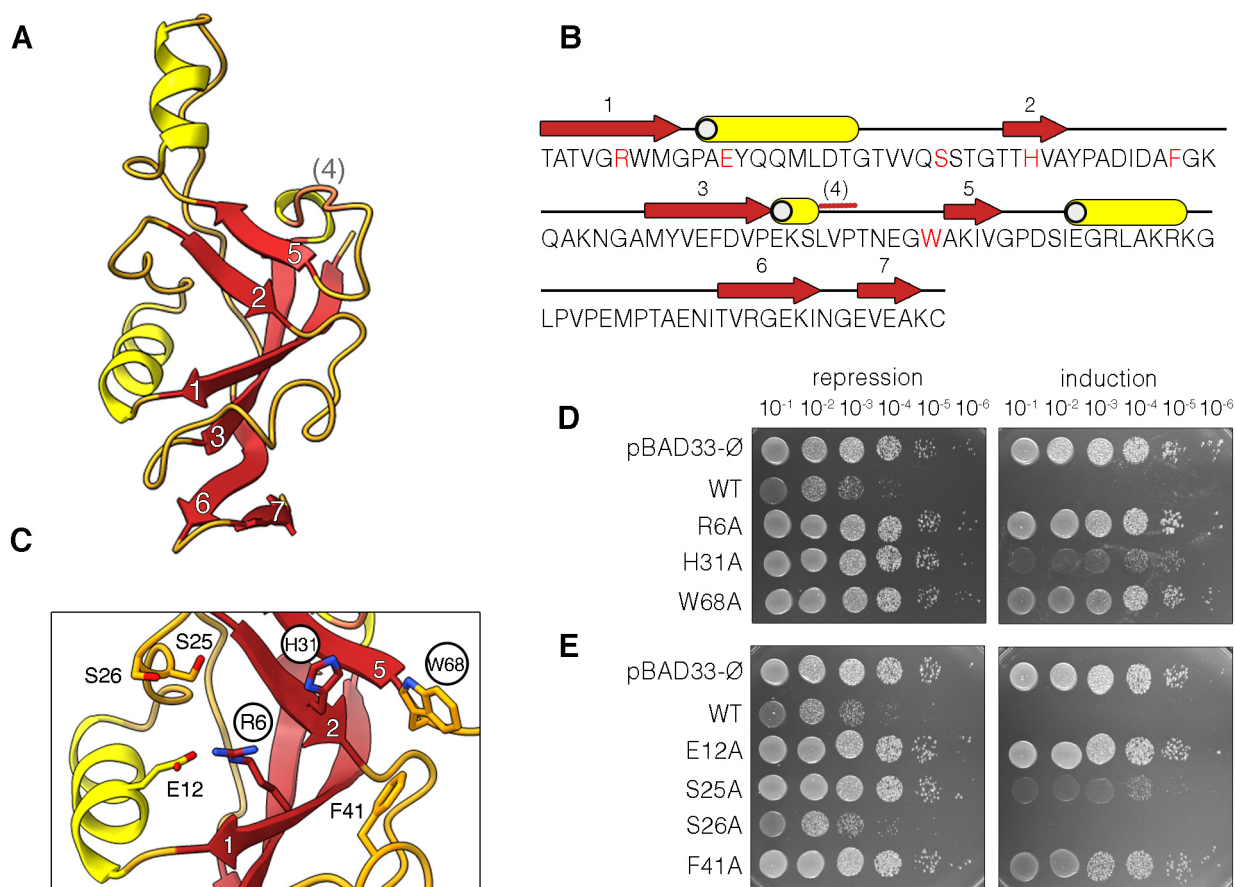 A
(4)
5
2
1
3
6
7
B
1
2
TATVGRWMGPAEYQQMLDTGTVVQSSTGTTHVAYPADIDAFGK
3
(4)
5
QAKNGAMYVEFDVPEKSLVPTNEGWAKIVGPDSIEGRLAKRKG
6
7
LPVPEMPTAENITVRGEKINGEVEAKC
C
S25
S26
H31
5
W68
R6
2
E12
F41
1
repression induction
10⁻¹ 10⁻² 10⁻³ 10⁻⁴ 10⁻⁵ 10⁻⁶ 10⁻¹ 10⁻² 10⁻³ 10⁻⁴ 10⁻⁵ 10⁻⁶
D
pBAD33-Ø
WT
R6A
H31A
W68A
E
pBAD33-Ø
WT
E12A
S25A
S26A
F41A